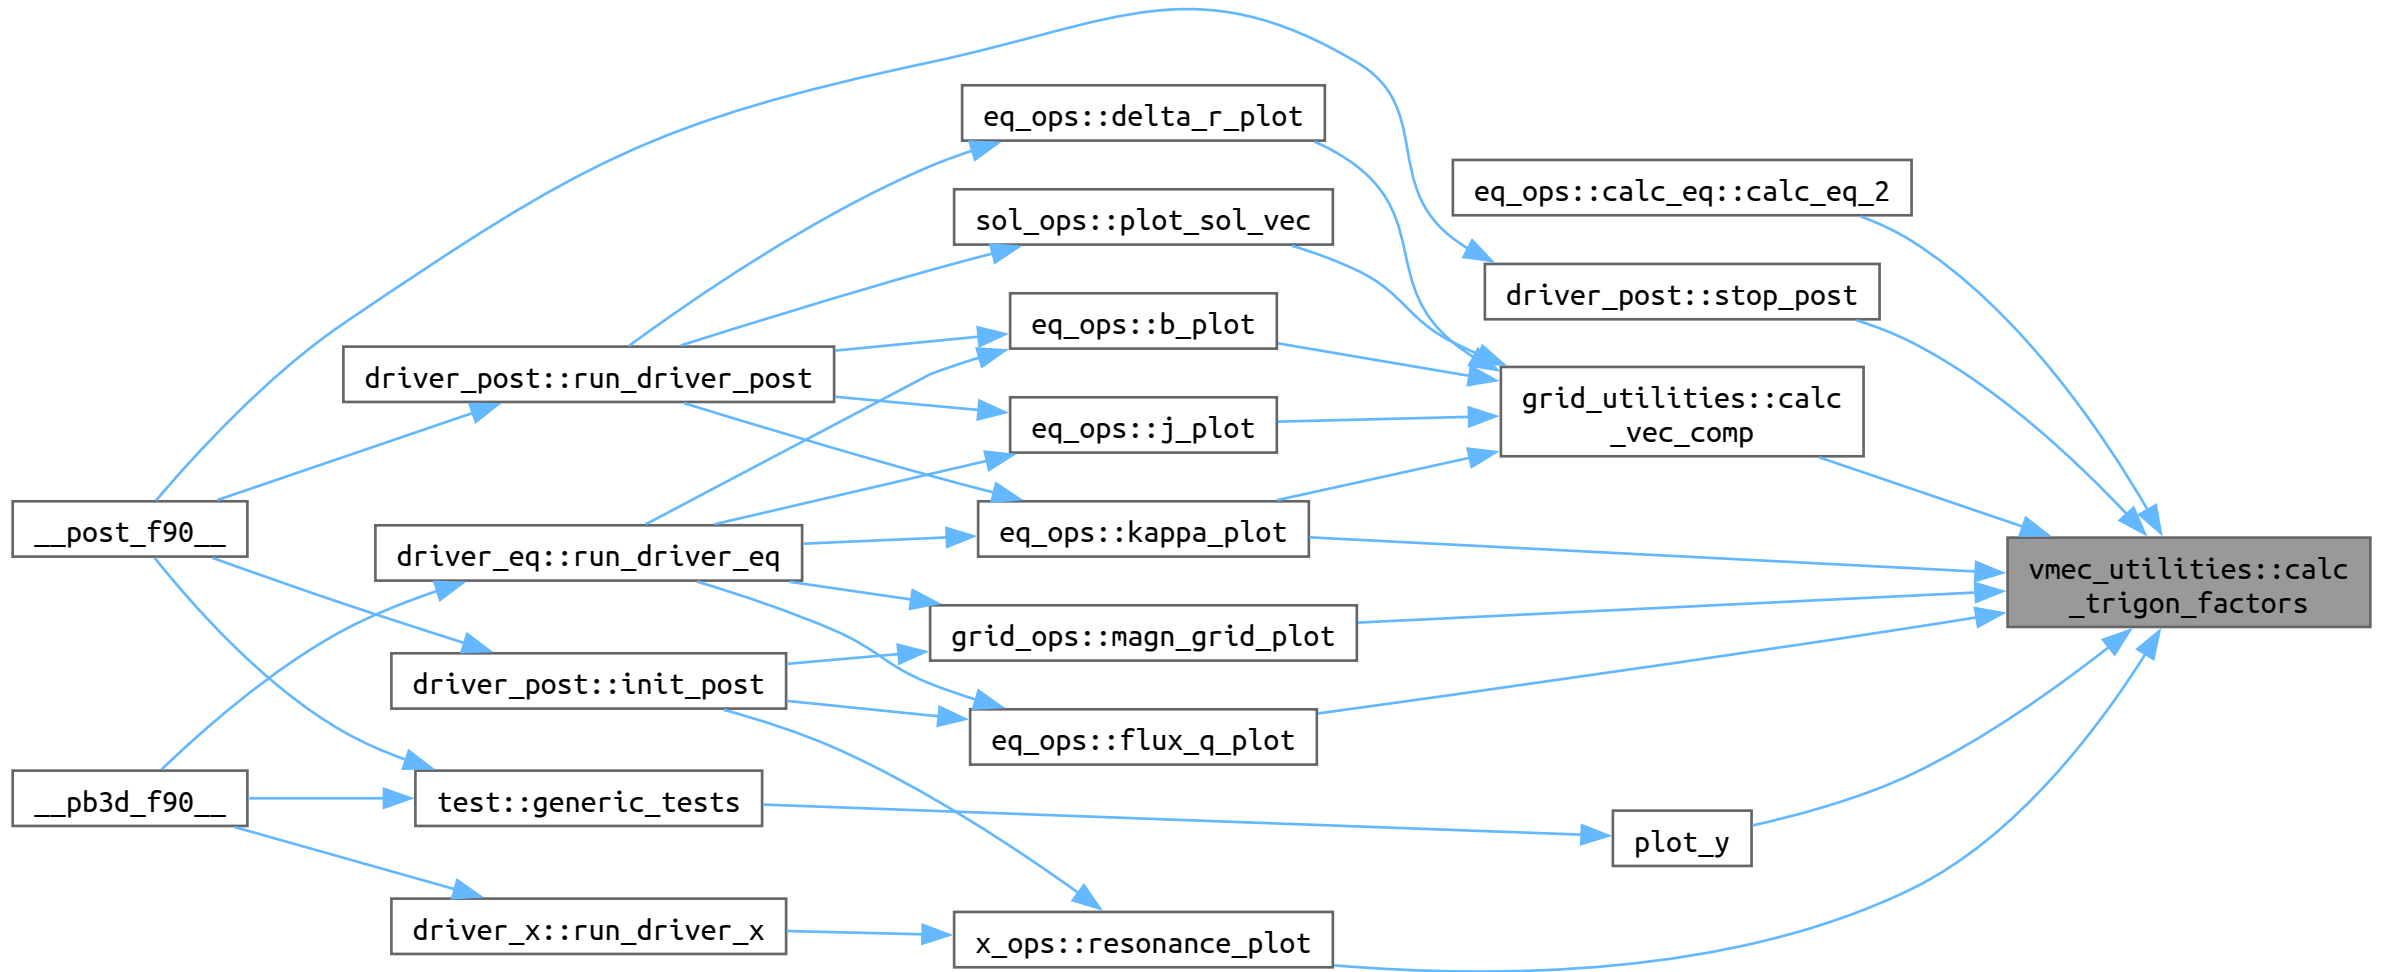 eq_ops::delta_r_plot
eq_ops::calc_eq::calc_eq_2
sol_ops::plot_sol_vec
driver_post::stop_post
eq_ops::b_plot
driver_post::run_driver_post
grid_utilities::calc
_vec_comp
eq_ops::j_plot
__post_f90__
eq_ops::kappa_plot
driver_eq::run_driver_eq
vmec_utilities::calc
_trigon_factors
grid_ops::magn_grid_plot
driver_post::init_post
eq_ops::flux_q_plot
__pb3d_f90__
test::generic_tests
plot_y
driver_x::run_driver_x
x_ops::resonance_plot